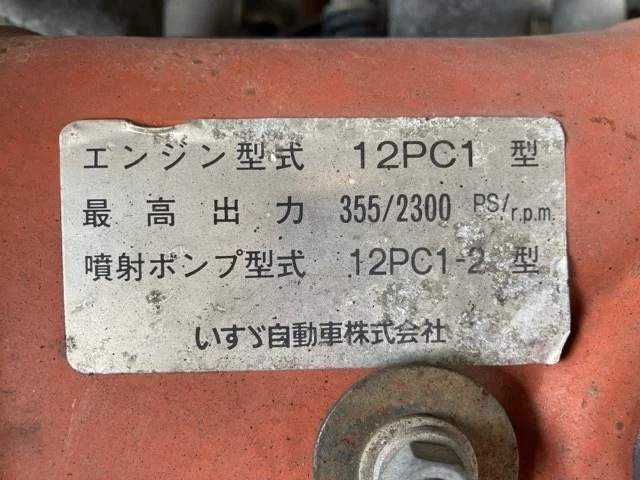 エンジン型式 12PC1 型
最高出力 355/2300 PS/r.p.m.
噴射ポンプ型式 12PC1-2 型
いすゞ自動車株式会社